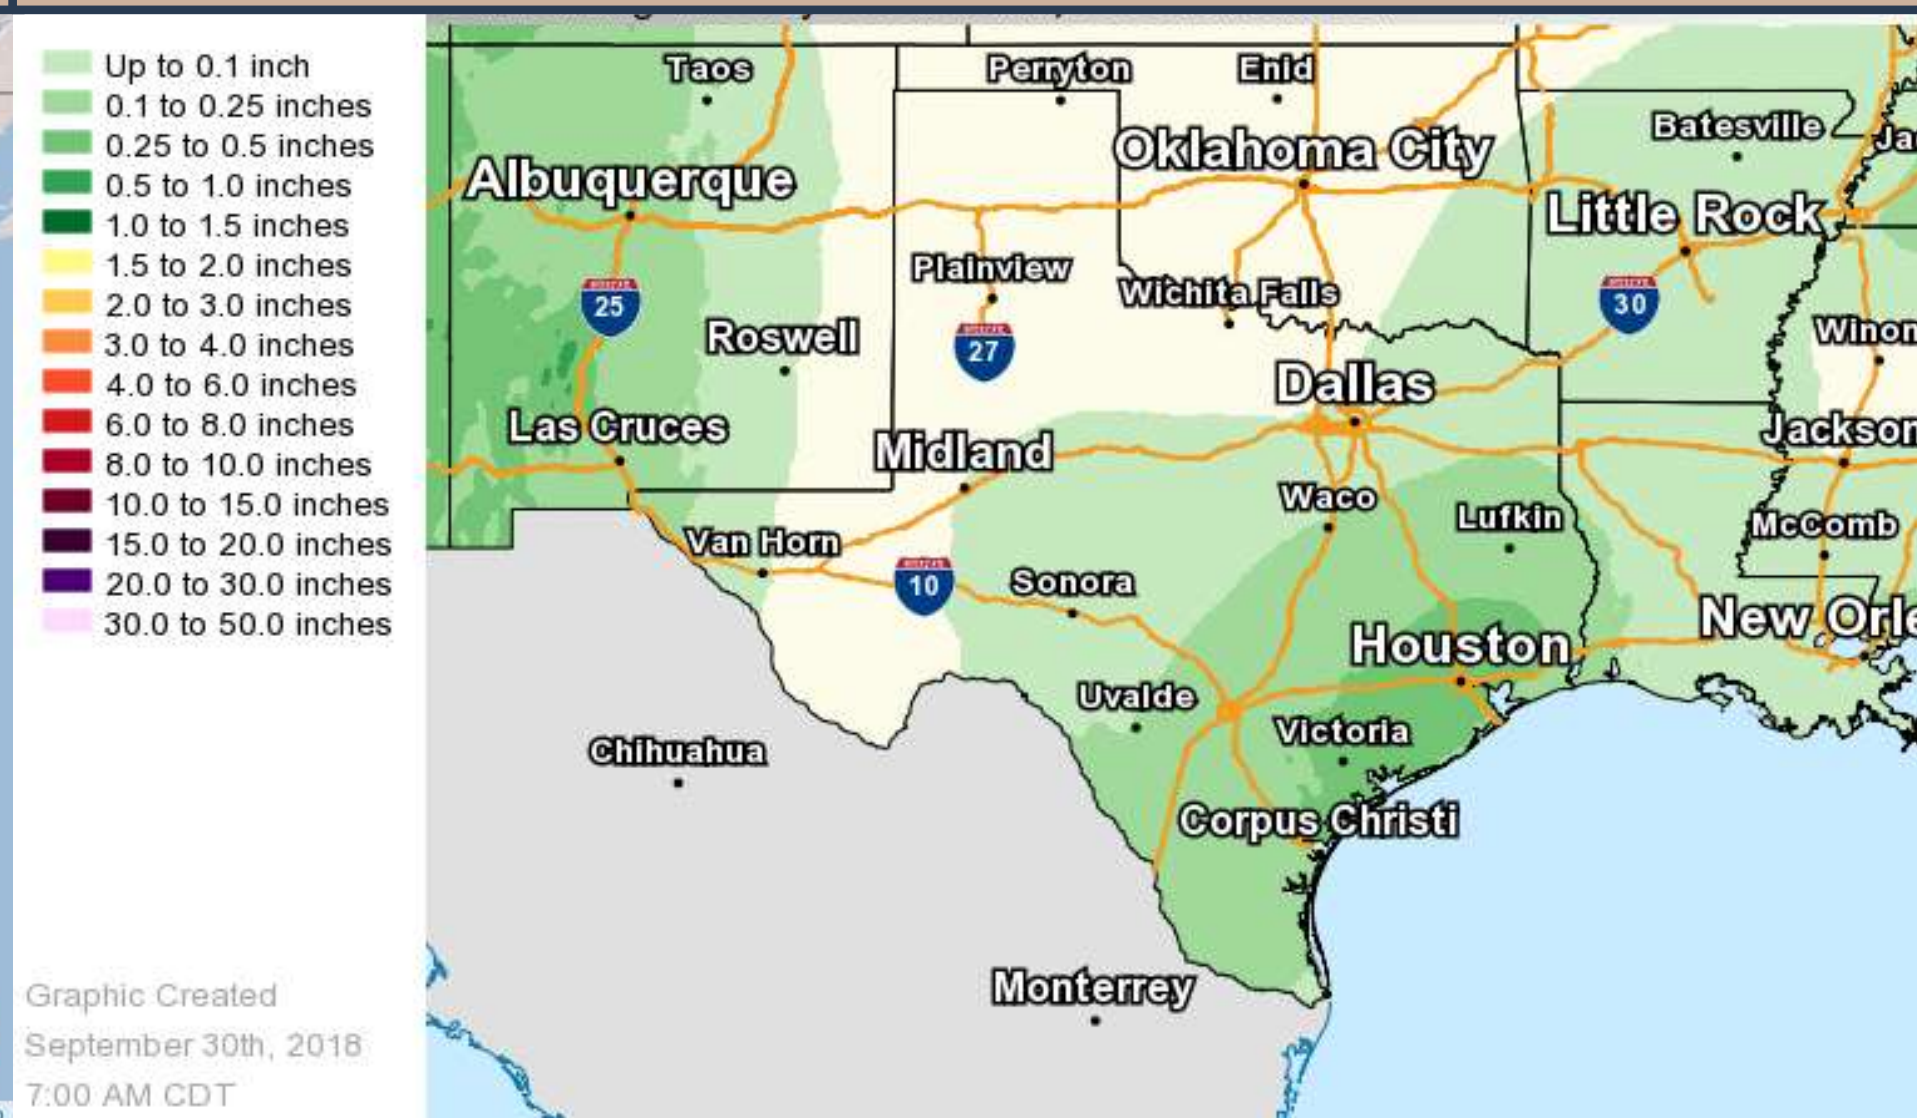 Up to 0.1 inch
0.1 to 0.25 inches
0.25 to 0.5 inches
0.5 to 1.0 inches
1.0 to 1.5 inches
1.5 to 2.0 inches
2.0 to 3.0 inches
3.0 to 4.0 inches
4.0 to 6.0 inches
6.0 to 8.0 inches
8.0 to 10.0 inches
10.0 to 15.0 inches
15.0 to 20.0 inches
20.0 to 30.0 inches
30.0 to 50.0 inches
Graphic Created
September 30th, 2018
7:00 AM CDT
Taos
Perryton
Enid
Batesville
Oklahoma City
Ja
Albuquerque
Little Rock
Plainview
Wichita Falls
25
30
Roswell
Winon
27
Dallas
Las Cruces
Jackson
Midland
Waco
Lufkin
McComb
Van Horn
10
Sonora
New Orle
Houston
Uvalde
Victoria
Chihuahua
Corpus Christi
Monterrey